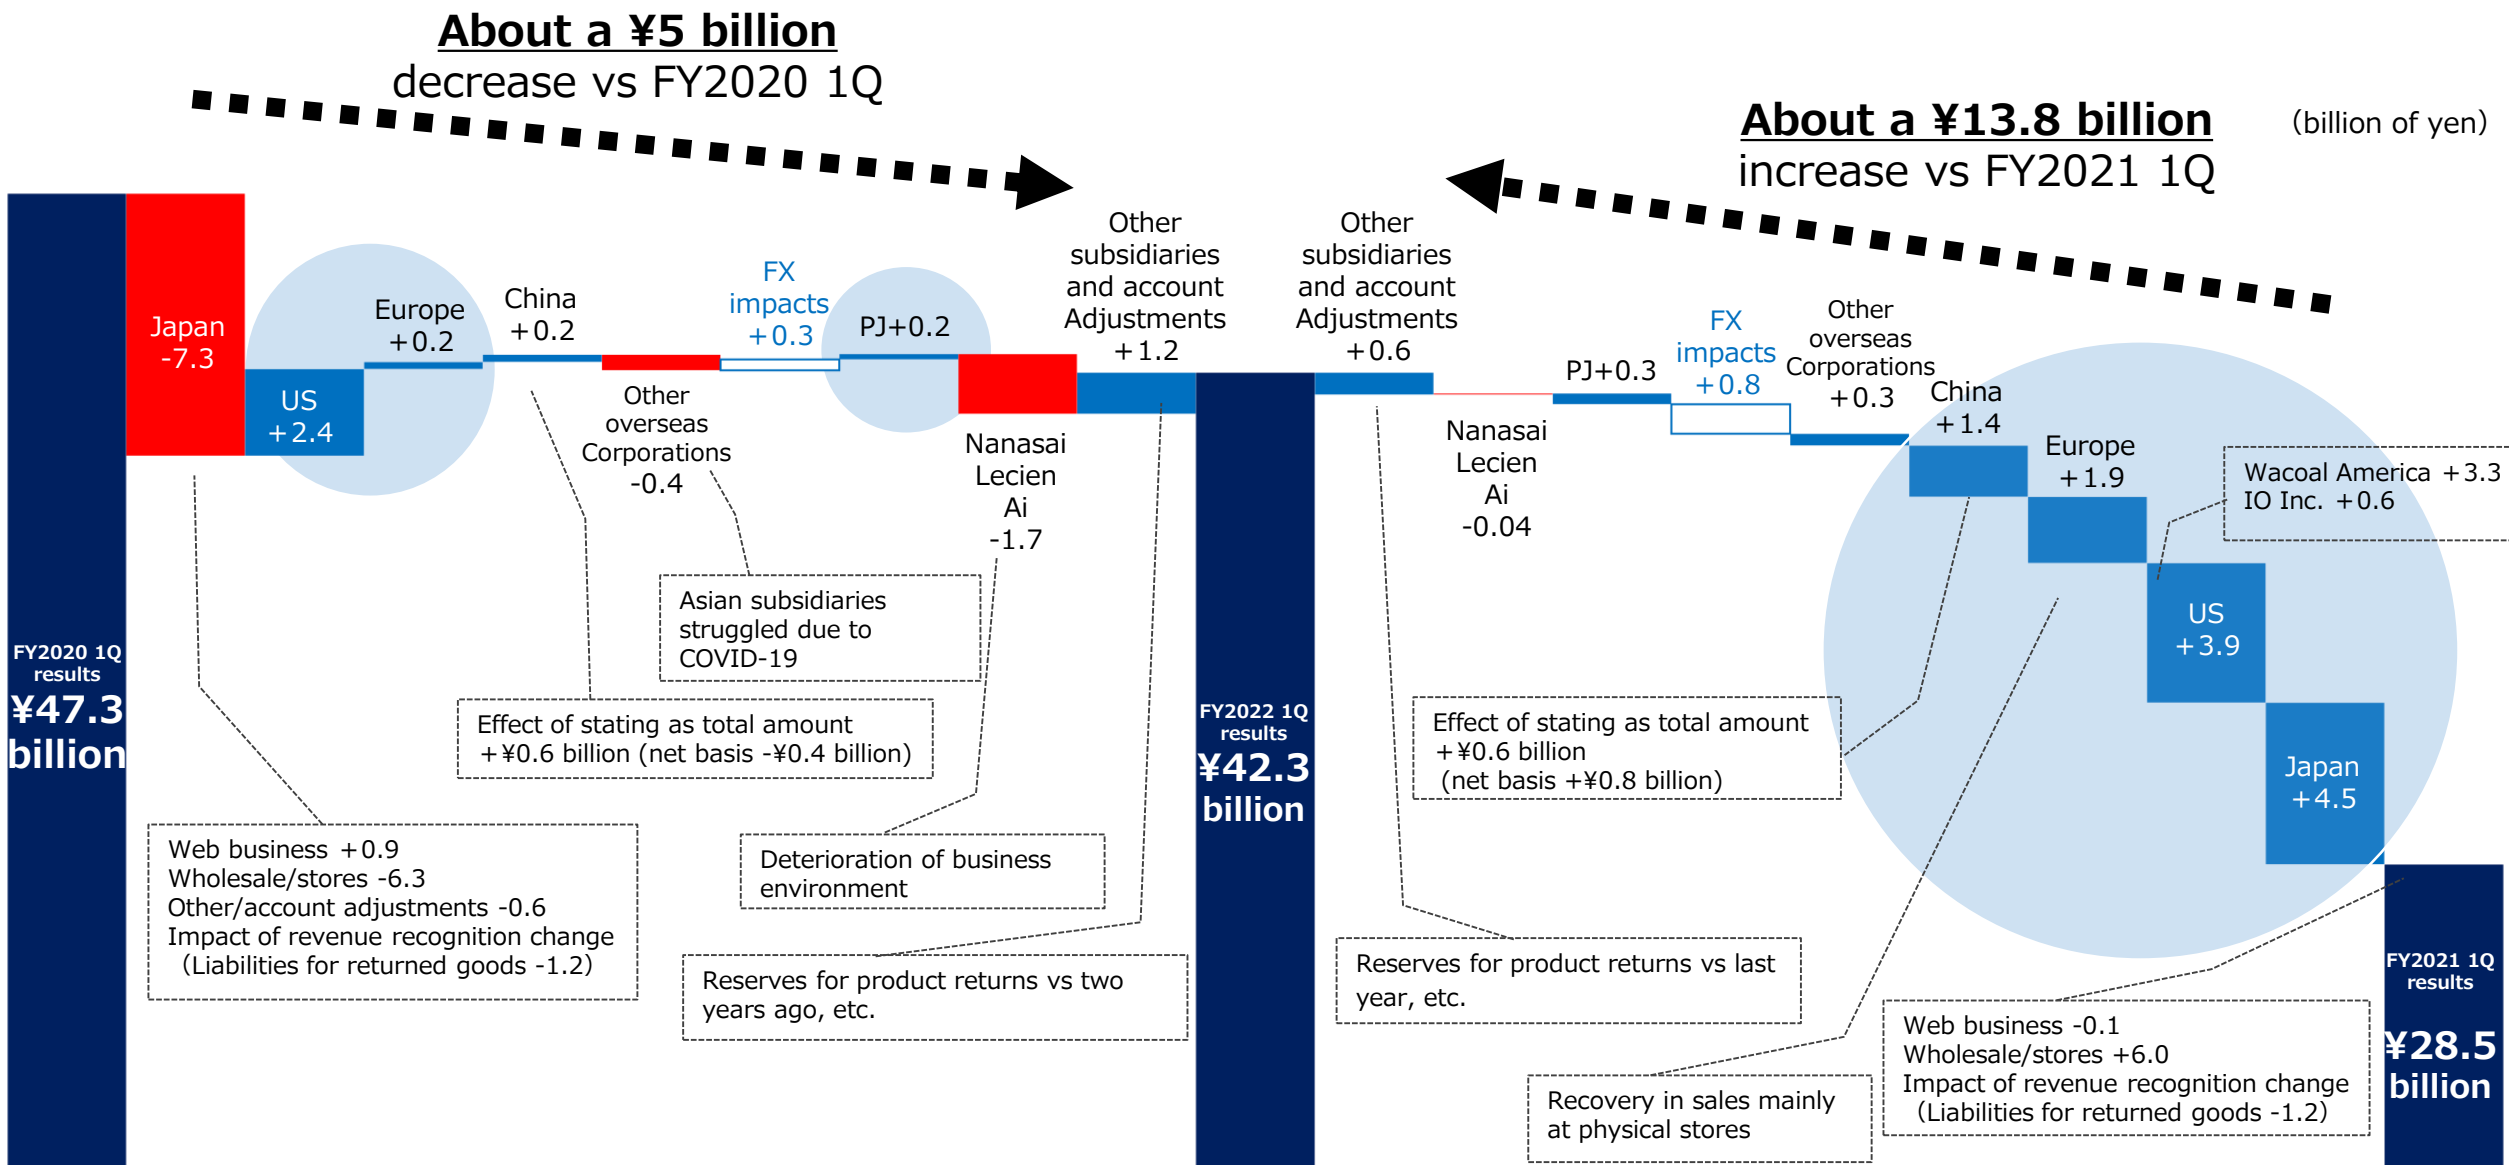 About a ¥5 billion
decrease vs FY2020 1Q
About a ¥13.8 billion
increase vs FY2021 1Q
(billion of yen)
FY2020 1Q
results
¥47.3
billion
Japan
-7.3
US
+2.4
Europe
+0.2
China
+0.2
Other
overseas
Corporations
-0.4
FX
impacts
+0.3
PJ+0.2
Nanasai
Lecien
Ai
-1.7
Other
subsidiaries
and account
Adjustments
+1.2
FY2022 1Q
results
¥42.3
billion
Other
subsidiaries
and account
Adjustments
+0.6
Nanasai
Lecien
Ai
-0.04
PJ+0.3
FX
impacts
+0.8
Other
overseas
Corporations
+0.3
China
+1.4
Europe
+1.9
US
+3.9
Japan
+4.5
FY2021 1Q
results
¥28.5
billion
Wacoal America +3.3
IO Inc. +0.6
Asian subsidiaries
struggled due to
COVID-19
Effect of stating as total amount
+¥0.6 billion (net basis -¥0.4 billion)
Web business +0.9
Wholesale/stores -6.3
Other/account adjustments -0.6
Impact of revenue recognition change
(Liabilities for returned goods -1.2)
Deterioration of business
environment
Reserves for product returns vs two
years ago, etc.
Effect of stating as total amount
+¥0.6 billion
(net basis +¥0.8 billion)
Reserves for product returns vs last
year, etc.
Recovery in sales mainly
at physical stores
Web business -0.1
Wholesale/stores +6.0
Impact of revenue recognition change
(Liabilities for returned goods -1.2)